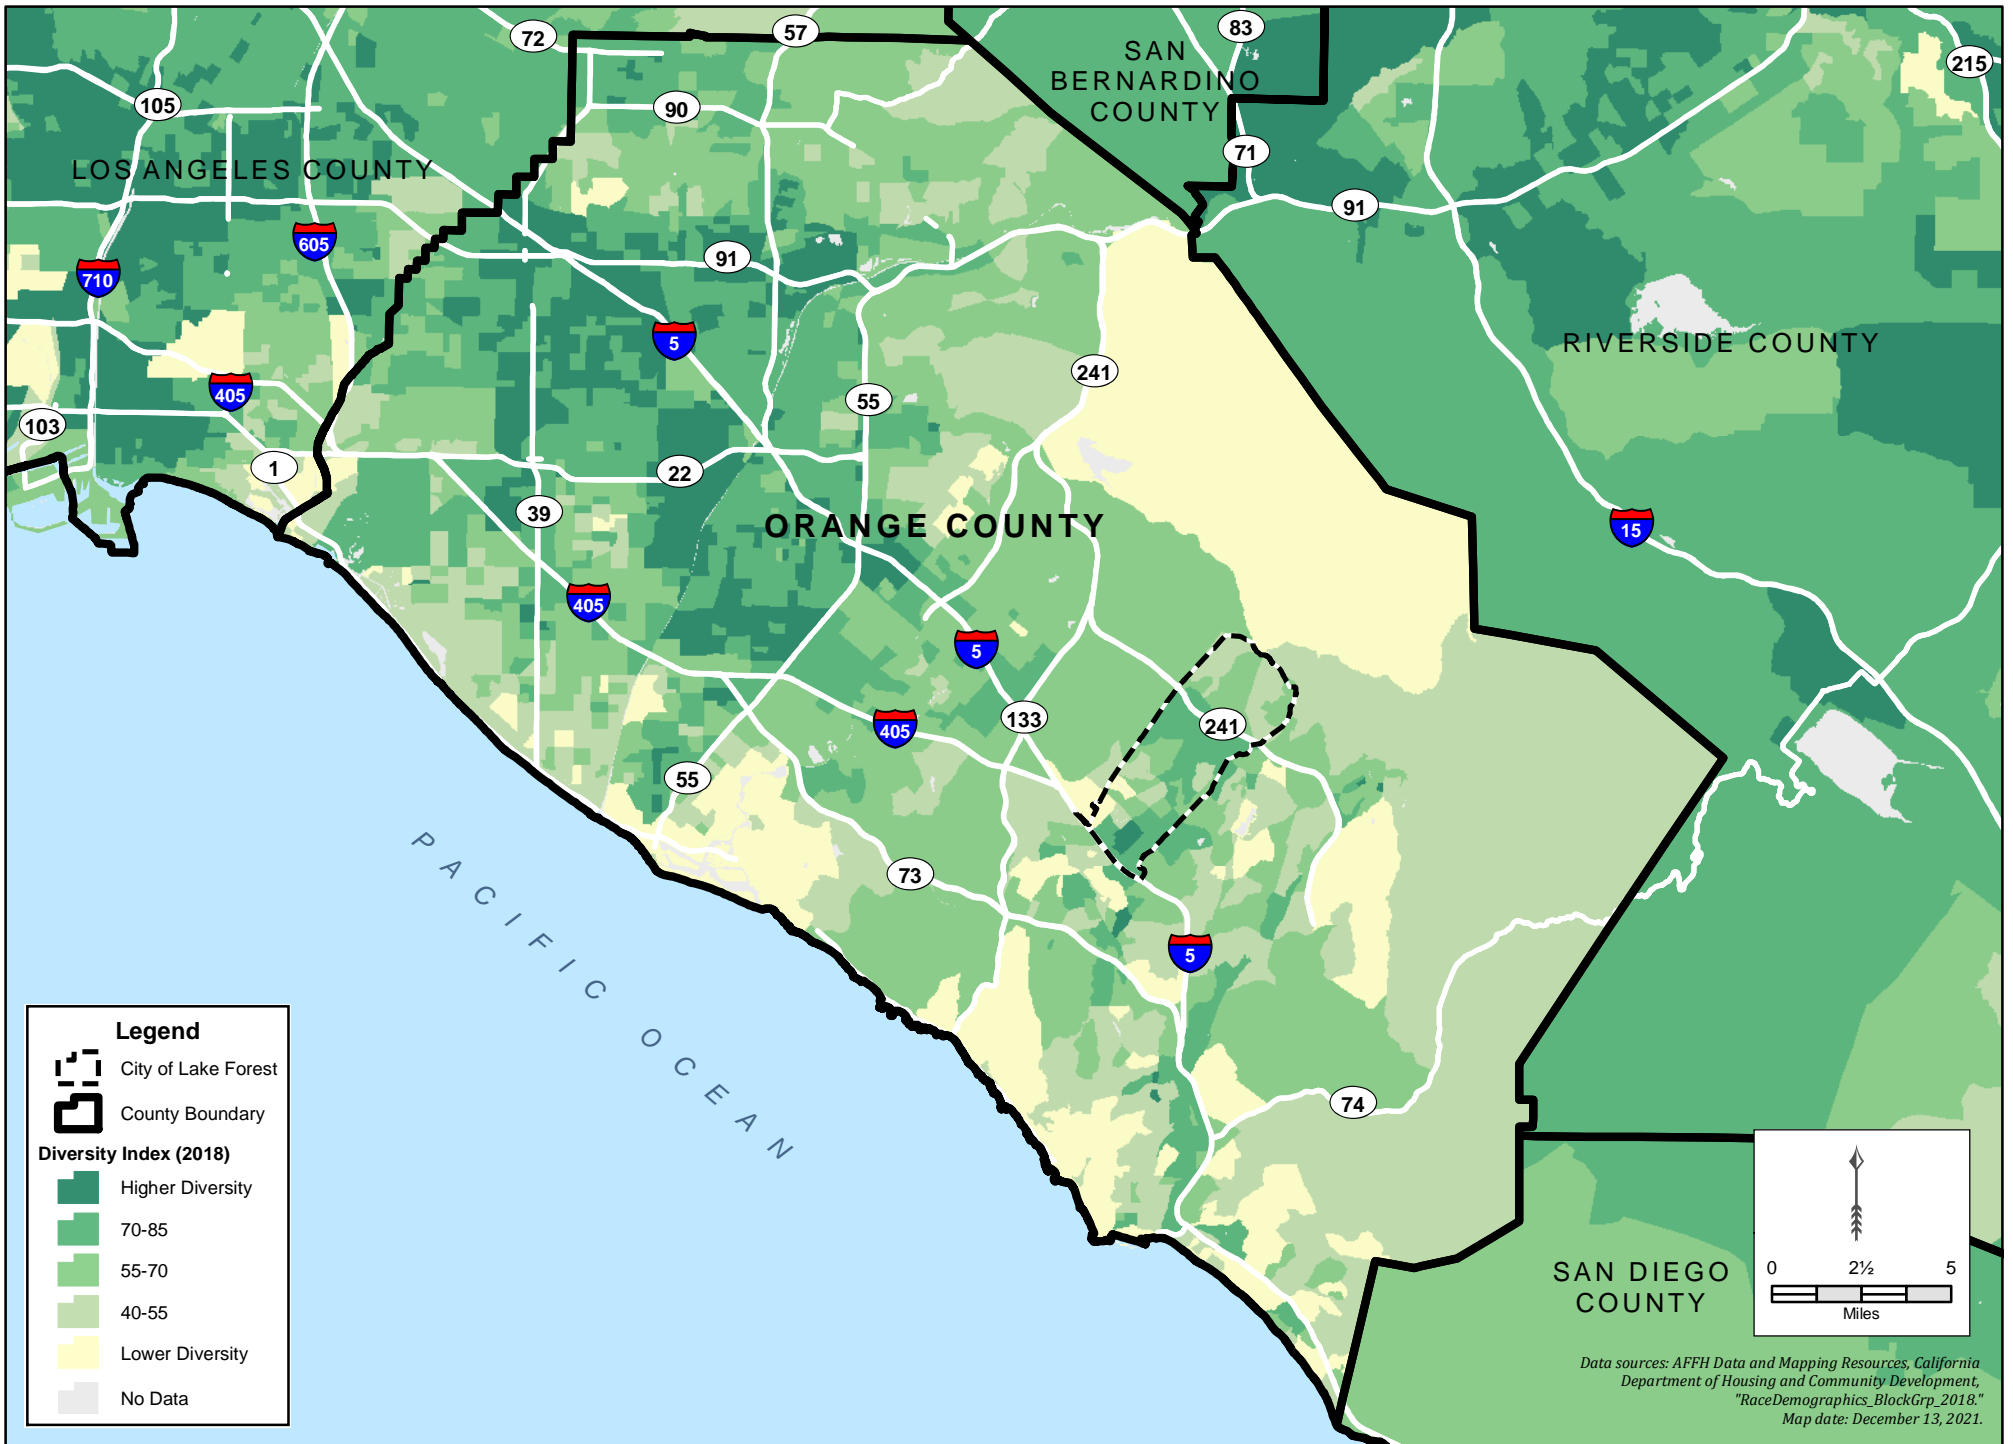 72
57
83
SAN
BERNARDINO
COUNTY
215
105
90
LOS ANGELES COUNTY
71
91
605
91
710
5
RIVERSIDE COUNTY
241
405
55
103
1
22
39
ORANGE COUNTY
15
405
5
133
241
405
55
73
PACIFIC OCEAN
5
74
SAN DIEGO
COUNTY
Legend
City of Lake Forest
County Boundary
Diversity Index (2018)
Higher Diversity
70-85
55-70
40-55
Lower Diversity
No Data
0 2½ 5
Miles
Data sources: AFFH Data and Mapping Resources, California
Department of Housing and Community Development,
"RaceDemographics_BlockGrp_2018."
Map date: December 13, 2021.